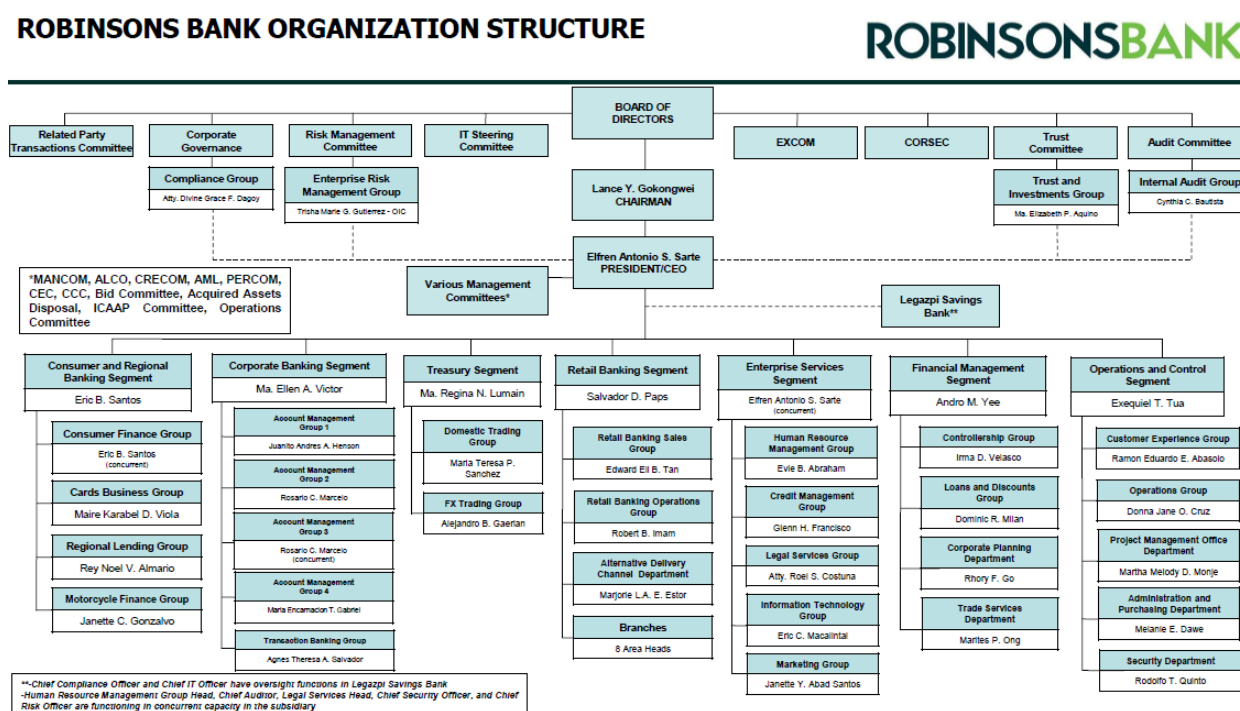 ROBINSONS BANK ORGANIZATION STRUCTURE
ROBINSONSBANK
BOARD OF
DIRECTORS
Related Party
Transactions Committee
Corporate
Governance
Risk Management
Committee
IT Steering
Committee
EXCOM
CORSEC
Trust
Committee
Audit Committee
Compliance Group
Atty. Divine Grace F. Dagoy
Enterprise Risk
Management Group
Trisha Marie G. Gutierrez - OIC
Lance Y. Gokongwei
CHAIRMAN
Trust and
Investments Group
Ma. Elizabeth P. Aquino
Internal Audit Group
Cynthia C. Bautista
Elfren Antonio S. Sarte
PRESIDENT/CEO
*MANCOM, ALCO, CRECOM, AML, PERCOM,
CEC, CCC, Bid Committee, Acquired Assets
Disposal, ICAAP Committee, Operations
Committee
Various Management
Committees*
Legazpi Savings
Bank**
Consumer and Regional
Banking Segment
Eric B. Santos
Consumer Finance Group
Eric B. Santos
(concurrent)
Cards Business Group
Maire Karabel D. Viola
Regional Lending Group
Rey Noel V. Almario
Motorcycle Finance Group
Janette C. Gonzalvo
Corporate Banking Segment
Ma. Ellen A. Victor
Account Management
Group 1
Juanito Andres A. Henson
Account Management
Group 2
Rosario C. Marcelo
Account Management
Group 3
Rosario C. Marcelo
(concurrent)
Account Management
Group 4
Maria Encarnacion T. Gabriel
Transaction Banking Group
Agnes Theresa A. Salvador
Treasury Segment
Ma. Regina N. Lumain
Domestic Trading
Group
Maria Teresa P.
Sanchez
FX Trading Group
Alejandro B. Gaerlan
Retail Banking Segment
Salvador D. Paps
Retail Banking Sales
Group
Edward Eli B. Tan
Retail Banking Operations
Group
Robert B. Imam
Alternative Delivery
Channel Department
Marjorie L.A. E. Estor
Branches
8 Area Heads
Enterprise Services
Segment
Elfren Antonio S. Sarte
(concurrent)
Human Resource
Management Group
Evie B. Abraham
Credit Management
Group
Glenn H. Francisco
Legal Services Group
Atty. Roel S. Costuna
Information Technology
Group
Eric C. Macalintal
Marketing Group
Janette Y. Abad Santos
Financial Management
Segment
Andro M. Yee
Controllership Group
Irma D. Velasco
Loans and Discounts
Group
Dominic R. Milan
Corporate Planning
Department
Rhory F. Go
Trade Services
Department
Marites P. Ong
Operations and Control
Segment
Exequiel T. Tua
Customer Experience Group
Ramon Eduardo E. Abasolo
Operations Group
Donna Jane O. Cruz
Project Management Office
Department
Martha Melody D. Monje
Administration and
Purchasing Department
Melanie E. Dawe
Security Department
Rodolfo T. Quinto
**-Chief Compliance Officer and Chief IT Officer have oversight functions in Legazpi Savings Bank
-Human Resource Management Group Head, Chief Auditor, Legal Services Head, Chief Security Officer, and Chief
Risk Officer are functioning in concurrent capacity in the subsidiary